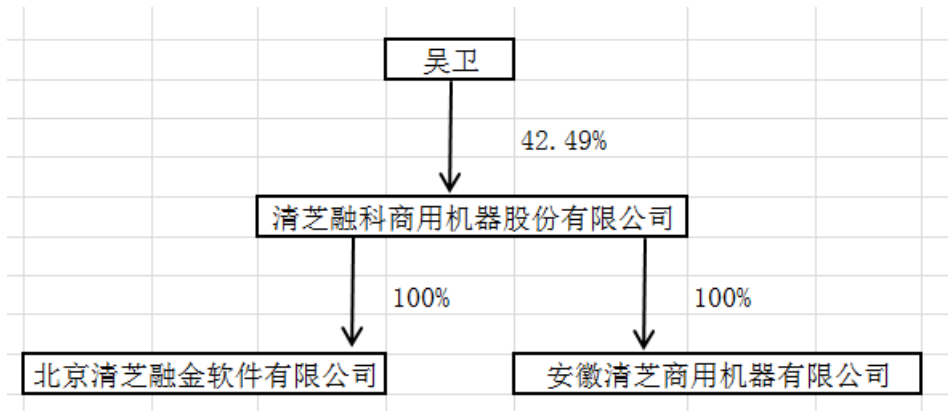 吴卫
42.49%
清芝融科商用机器股份有限公司
100%
100%
北京清芝融金软件有限公司
安徽清芝商用机器有限公司